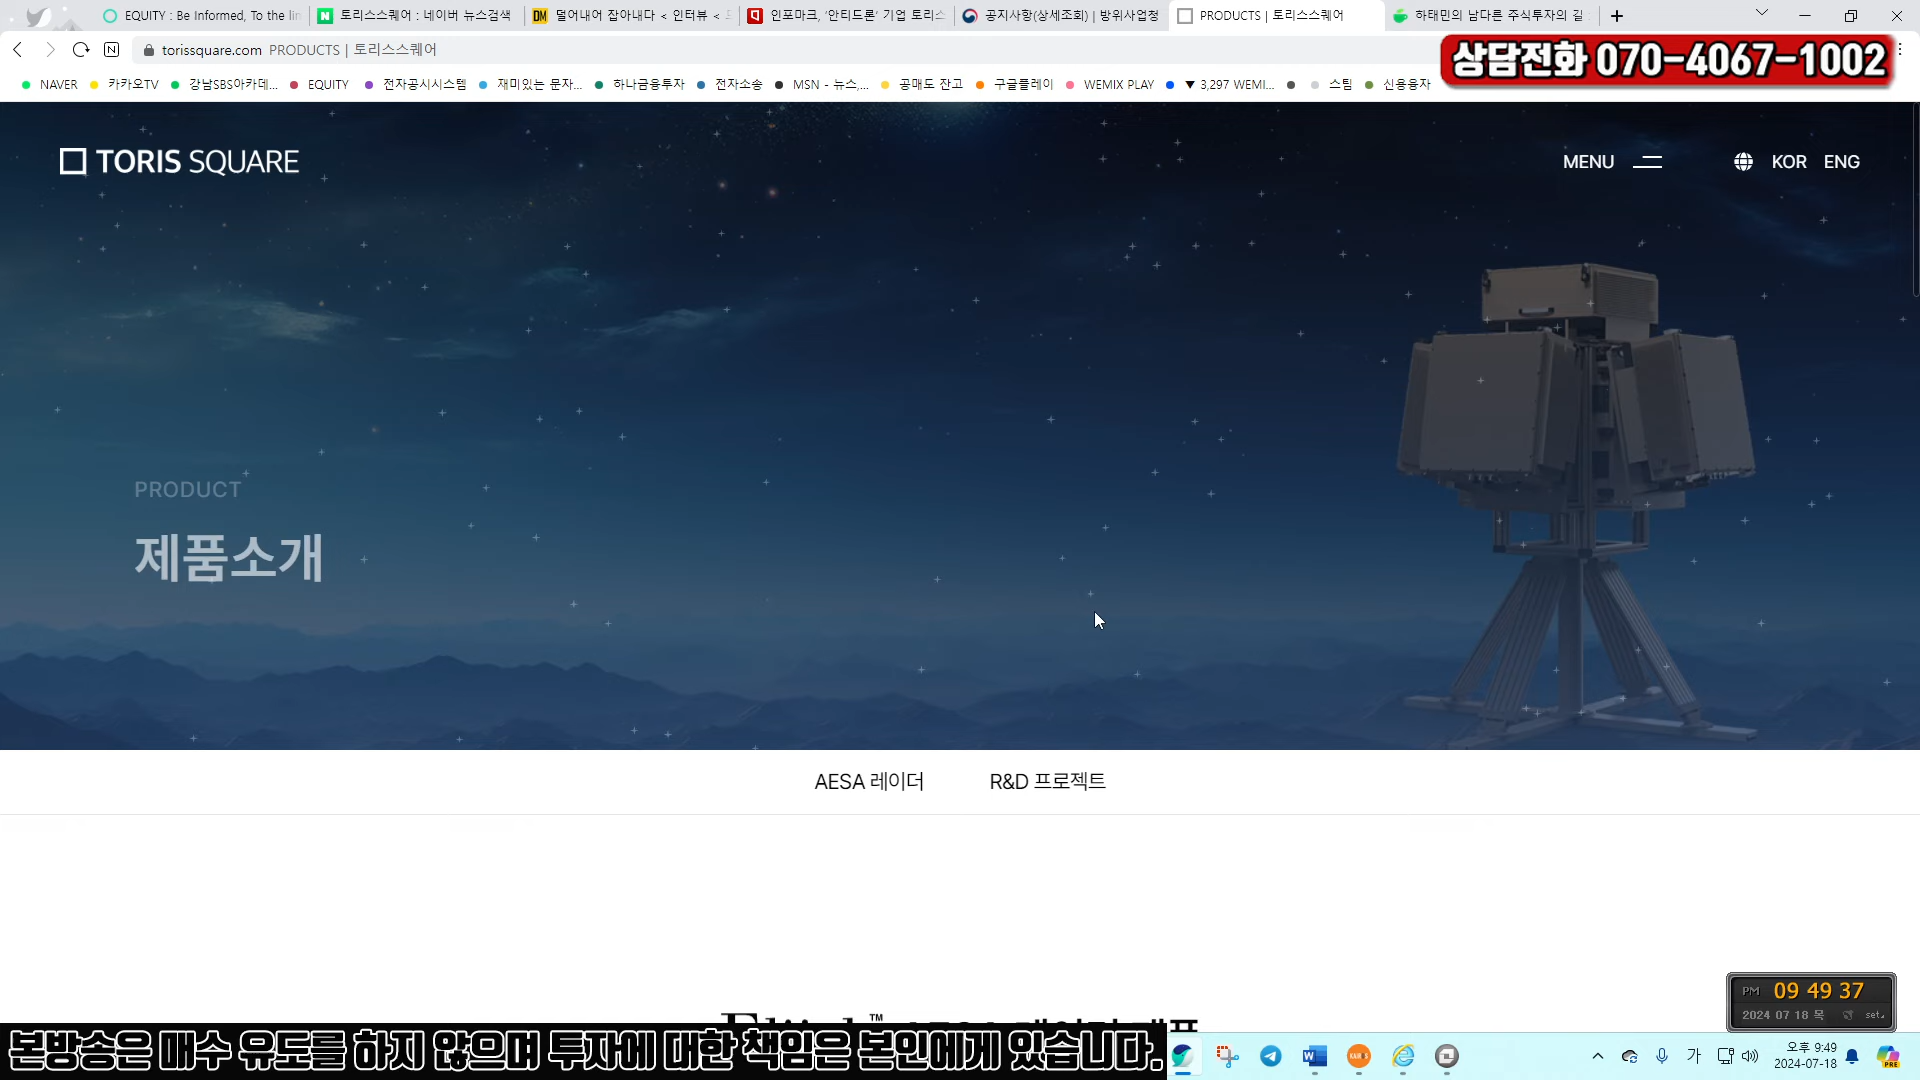 EQUITY : Be Informed, To the lin
토리스스퀘어 : 네이버 뉴스검색
DM 덜어내어 잡아내다 < 인터뷰 <
인포마크, '안티드론' 기업 토리스
공지사항(상세조회) | 방위사업청
PRODUCTS | 토리스스퀘어
하태민의 남다른 주식투자의 길
torissquare.com PRODUCTS | 토리스스퀘어
상담전화 070-4067-1002
NAVER 카카오TV 강남SBS아카데... EQUITY 전자공시시스템 재미있는 문자... 하나금융투자 전자소송 MSN - 뉴스,... 공매도 잔고 구글플레이 WEMIX PLAY ▼ 3,297 WEMI... 스팀 신용융자
TORIS SQUARE
MENU KOR ENG
PRODUCT
제품소개
AESA 레이더 R&D 프로젝트
PM 09 49 37
2024 07 18 목 set
본방송은 매수 유도를 하지 않으며 투자에 대한 책임은 본인에게 있습니다.
가 오후 9:49
2024-07-18